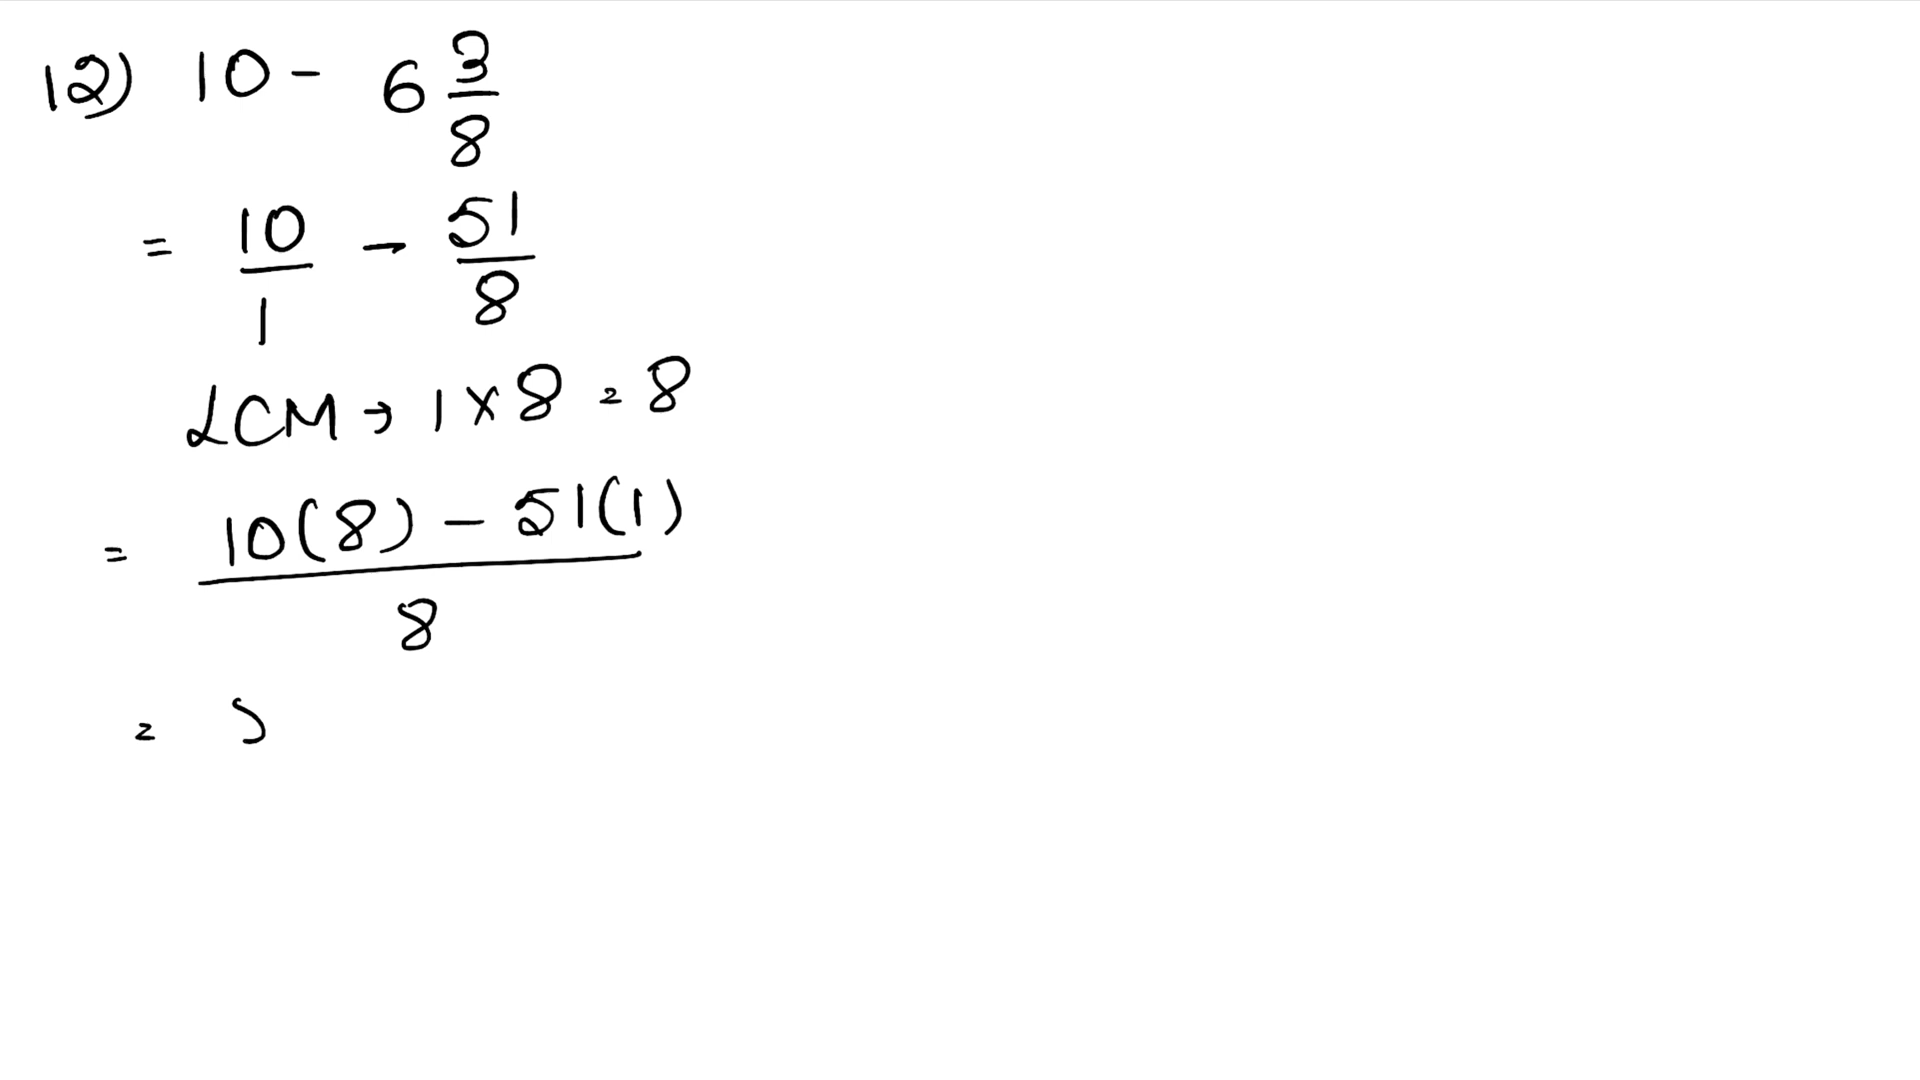 12) 10 - 6 3/8
= 10/1 - 51/8
LCM → 1 × 8 = 8
= 10(8) - 51(1) / 8
=